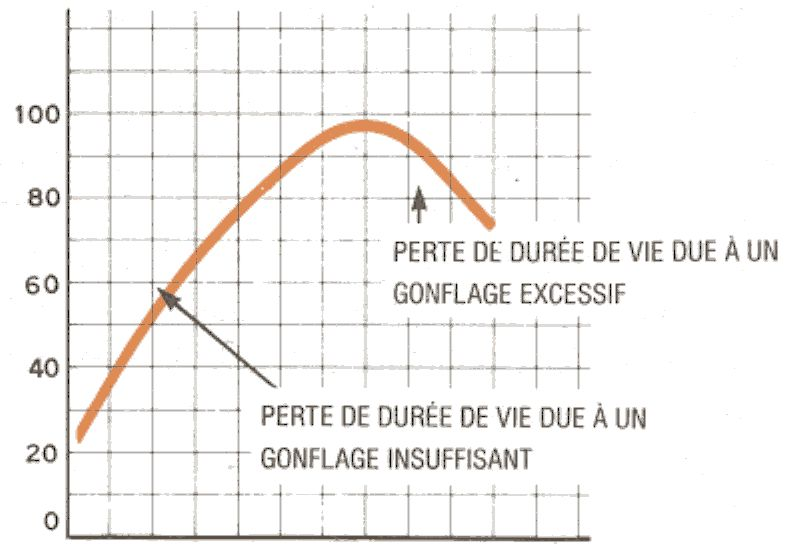 100
80
PERTE DE DURÉE DE VIE DUE À UN
GONFLAGE EXCESSIF
60
40
PERTE DE DURÉE DE VIE DUE À UN
GONFLAGE INSUFFISANT
20
0